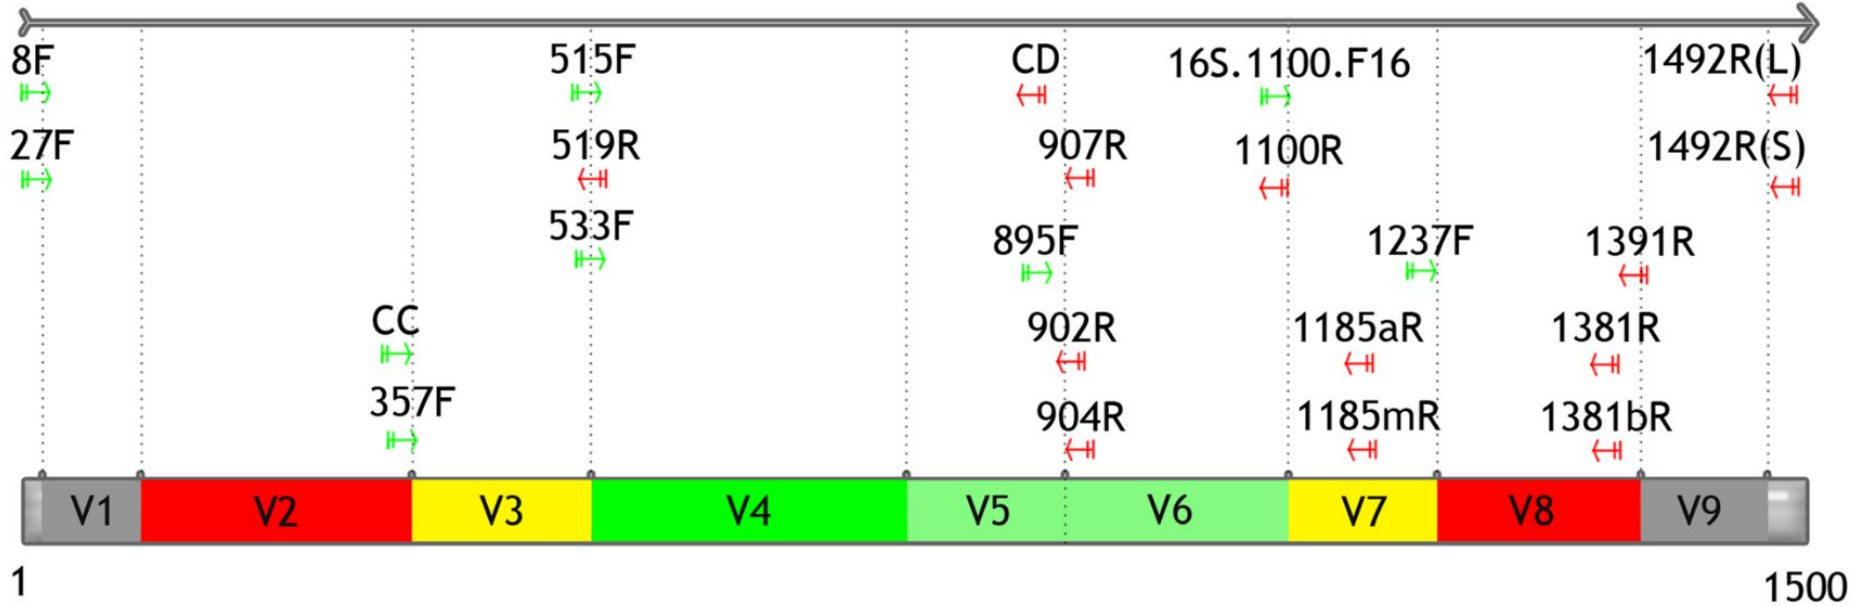 8F 515F CD 16S.1100.F16 1492R(L)
27F 519R 907R 1100R 1492R(S)
533F 895F 1237F 1391R
CC 902R 1185aR 1381R
357F 904R 1185mR 1381bR
V1 V2 V3 V4 V5 V6 V7 V8 V9
1 1500